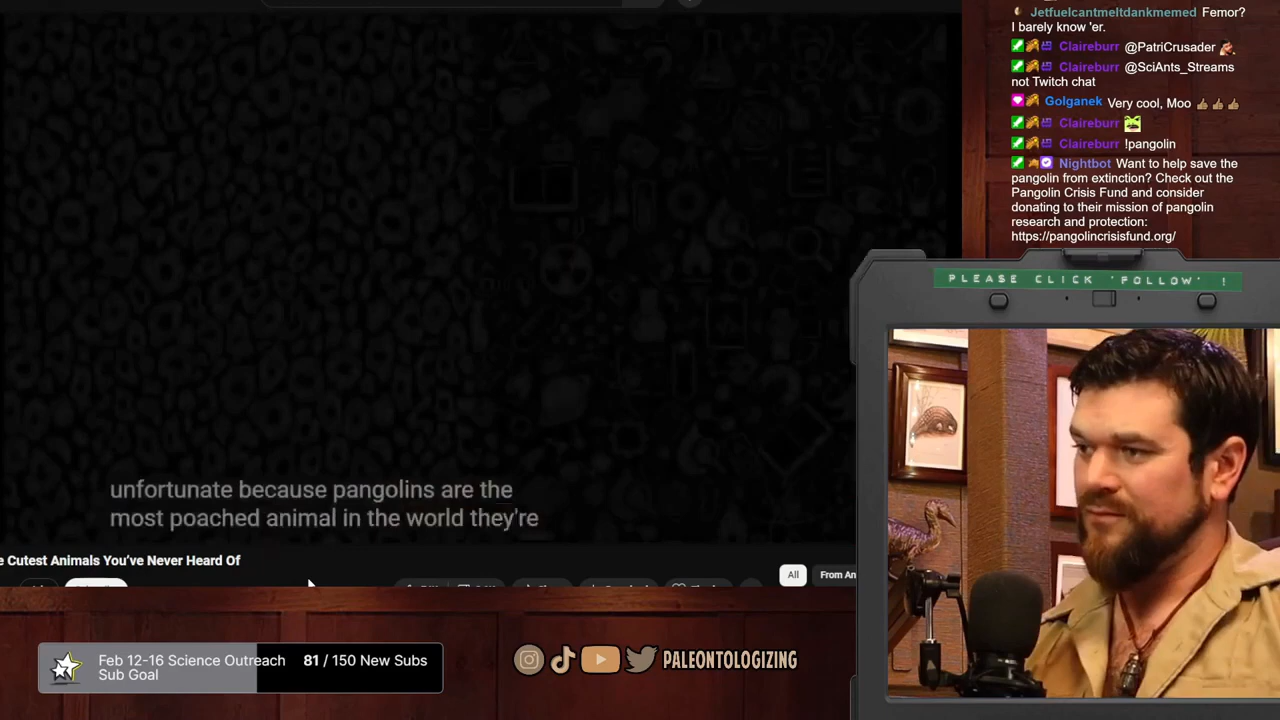 Jetfuelcantmeltdankmemed Femor?
I barely know 'er.
Claireburr @PatriCrusader
Claireburr @SciAnts_Streams
not Twitch chat
Golganek Very cool, Moo
Claireburr
Claireburr !pangolin
Nightbot Want to help save the
pangolin from extinction? Check out the
Pangolin Crisis Fund and consider
donating to their mission of pangolin
research and protection:
https://pangolincrisisfund.org/
PLEASE CLICK 'FOLLOW' !
unfortunate because pangolins are the
most poached animal in the world they're
e Cutest Animals You've Never Heard Of
All From An
Feb 12-16 Science Outreach 81 / 150 New Subs
Sub Goal
PALEONTOLOGIZING